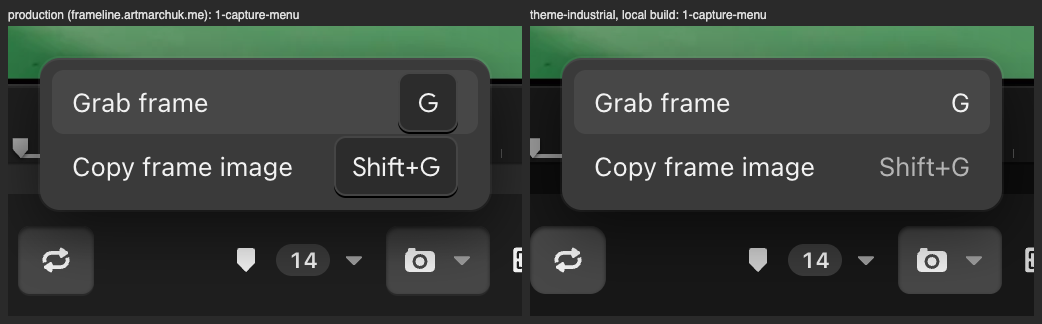 production (frameline.artmarchuk.me): 1-capture-menu
Grab frame G
Copy frame image Shift+G
14
theme-industrial, local build: 1-capture-menu
Grab frame G
Copy frame image Shift+G
14